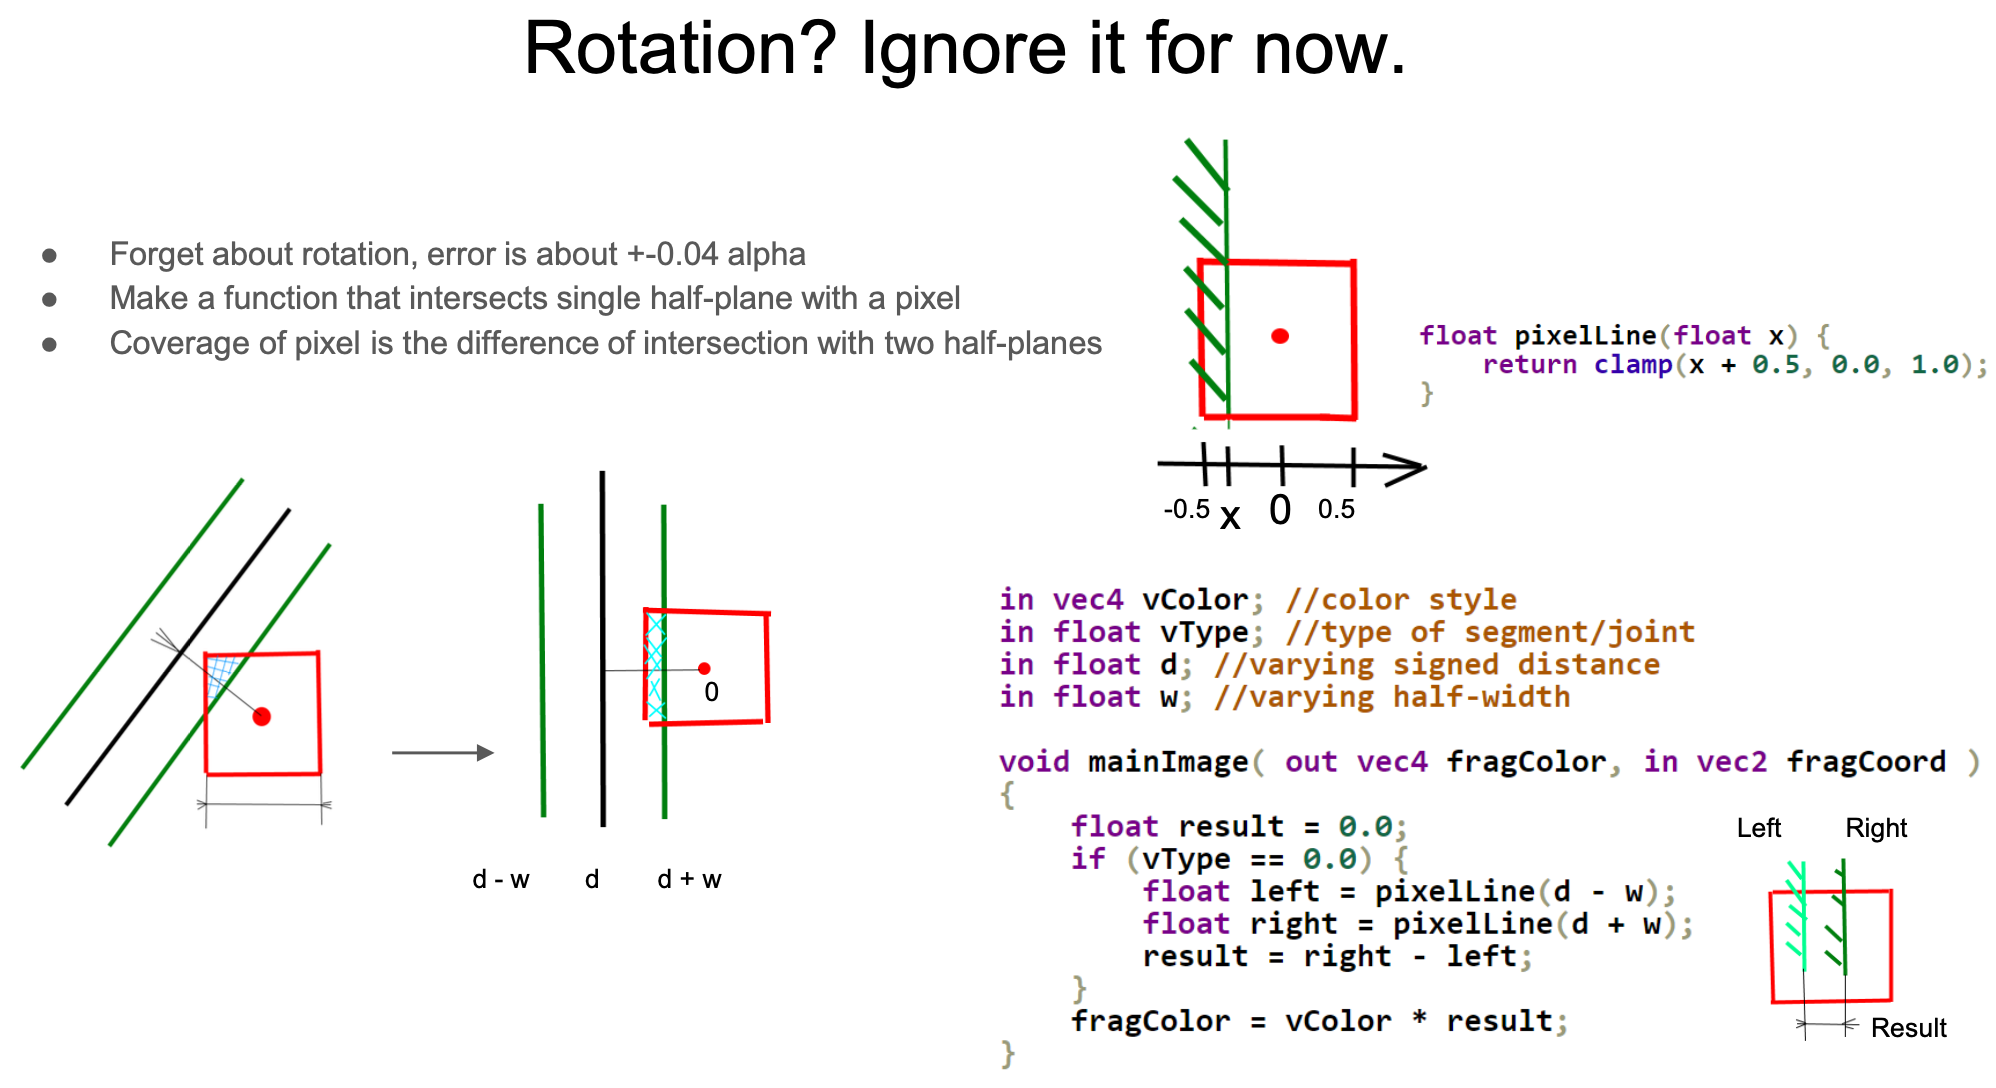 Rotation? Ignore it for now.
● Forget about rotation, error is about +-0.04 alpha
● Make a function that intersects single half-plane with a pixel
● Coverage of pixel is the difference of intersection with two half-planes
float pixelLine(float x) {
    return clamp(x + 0.5, 0.0, 1.0);
}
-0.5 x 0 0.5
0
d - w d d + w
in vec4 vColor; //color style
in float vType; //type of segment/joint
in float d; //varying signed distance
in float w; //varying half-width
void mainImage( out vec4 fragColor, in vec2 fragCoord )
{
    float result = 0.0;
    if (vType == 0.0) {
        float left = pixelLine(d - w);
        float right = pixelLine(d + w);
        result = right - left;
    }
    fragColor = vColor * result;
}
Left Right
Result